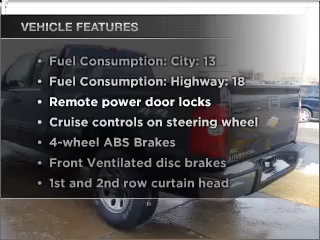 VEHICLE FEATURES
• Fuel Consumption: City: 13
• Fuel Consumption: Highway: 18
• Remote power door locks
• Cruise controls on steering wheel
• 4-wheel ABS Brakes
• Front Ventilated disc brakes
• 1st and 2nd row curtain head